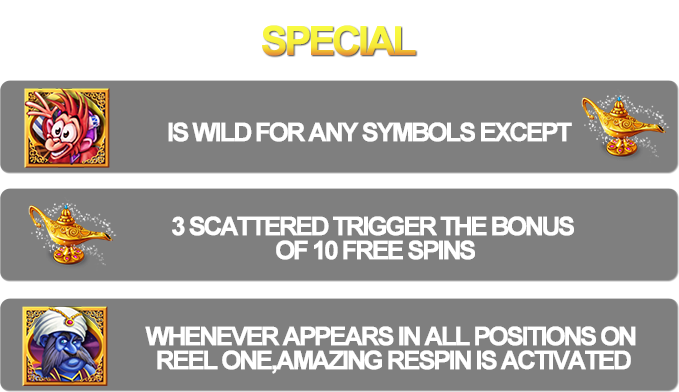 SPECIAL
IS WILD FOR ANY SYMBOLS EXCEPT
3 SCATTERED TRIGGER THE BONUS
OF 10 FREE SPINS
WHENEVER APPEARS IN ALL POSITIONS ON
REEL ONE,AMAZING RESPIN IS ACTIVATED